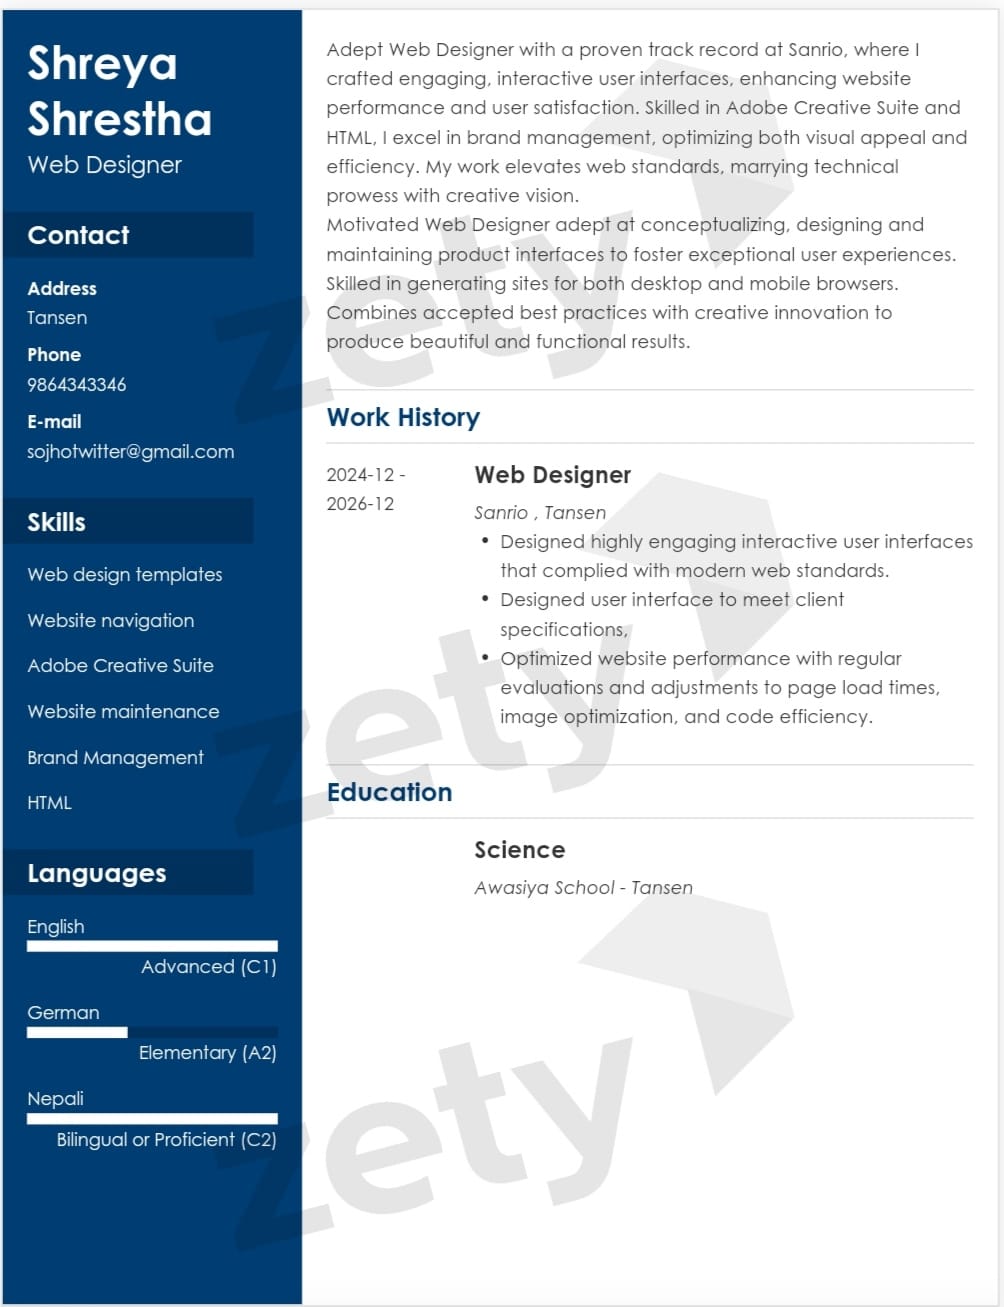 Shreya
Shrestha
Web Designer
Contact
Address
Tansen
Phone
9864343346
E-mail
sojhotwitter@gmail.com
Skills
Web design templates
Website navigation
Adobe Creative Suite
Website maintenance
Brand Management
HTML
Languages
English
Advanced (C1)
German
Elementary (A2)
Nepali
Bilingual or Proficient (C2)
Adept Web Designer with a proven track record at Sanrio, where I
crafted engaging, interactive user interfaces, enhancing website
performance and user satisfaction. Skilled in Adobe Creative Suite and
HTML, I excel in brand management, optimizing both visual appeal and
efficiency. My work elevates web standards, marrying technical
prowess with creative vision.
Motivated Web Designer adept at conceptualizing, designing and
maintaining product interfaces to foster exceptional user experiences.
Skilled in generating sites for both desktop and mobile browsers.
Combines accepted best practices with creative innovation to
produce beautiful and functional results.
Work History
2024-12 -
2026-12
Web Designer
Sanrio , Tansen
• Designed highly engaging interactive user interfaces
that complied with modern web standards.
• Designed user interface to meet client
specifications,
• Optimized website performance with regular
evaluations and adjustments to page load times,
image optimization, and code efficiency.
Education
Science
Awasiya School - Tansen
zety
zety
zety